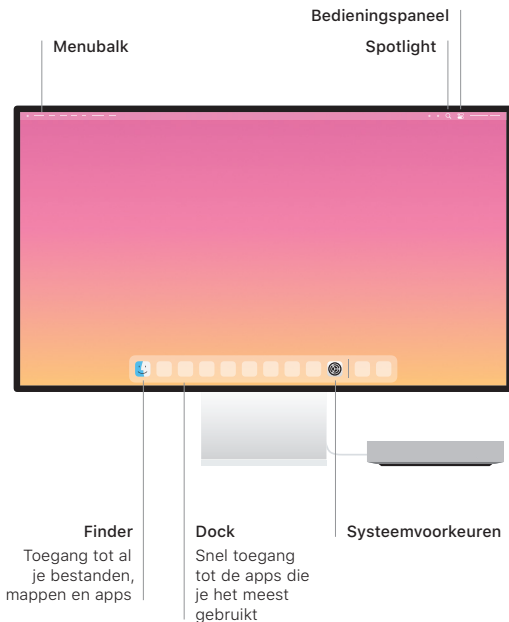 Bedieningspaneel
Menubalk
Spotlight
Finder
Toegang tot al
je bestanden,
mappen en apps
Dock
Snel toegang
tot de apps die
je het meest
gebruikt
Systeemvoorkeuren